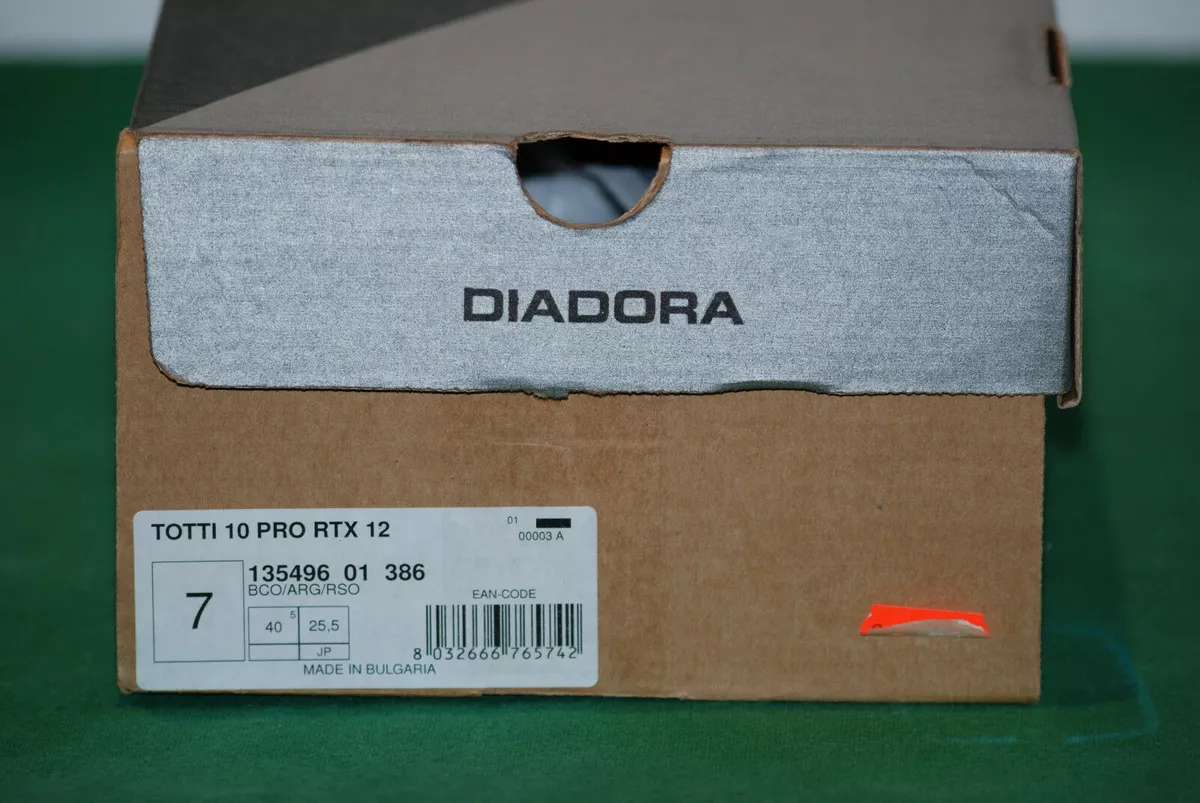 DIADORA
TOTTI 10 PRO RTX 12
01
00003 A
135496 01 386
BCO/ARG/RSO
7
40 5
25,5
JP
EAN-CODE
8 032666 765742
MADE IN BULGARIA